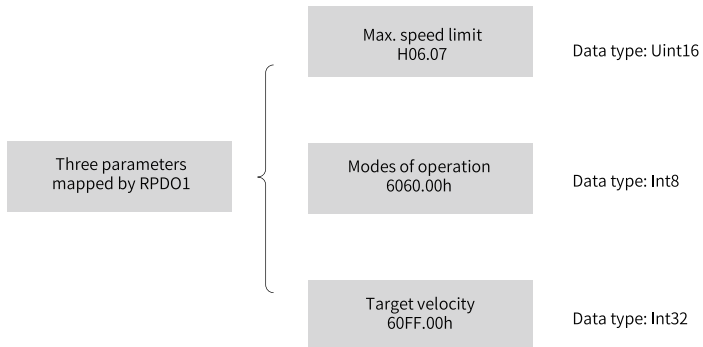 Max. speed limit
H06.07
Data type: Uint16
Three parameters
mapped by RPDO1
Modes of operation
6060.00h
Data type: Int8
Target velocity
60FF.00h
Data type: Int32